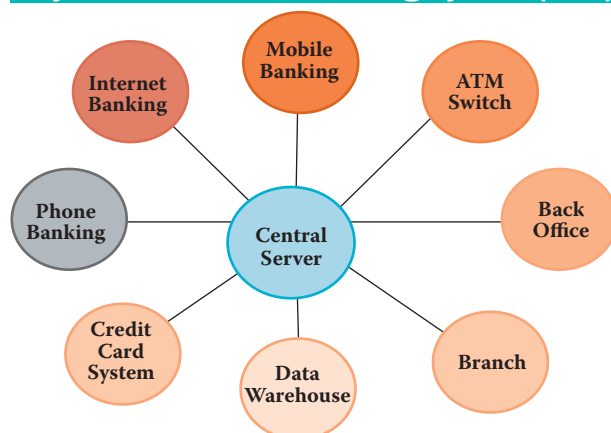 Internet
Banking
Mobile
Banking
ATM
Switch
Phone
Banking
Central
Server
Back
Office
Credit
Card
System
Data
Warehouse
Branch